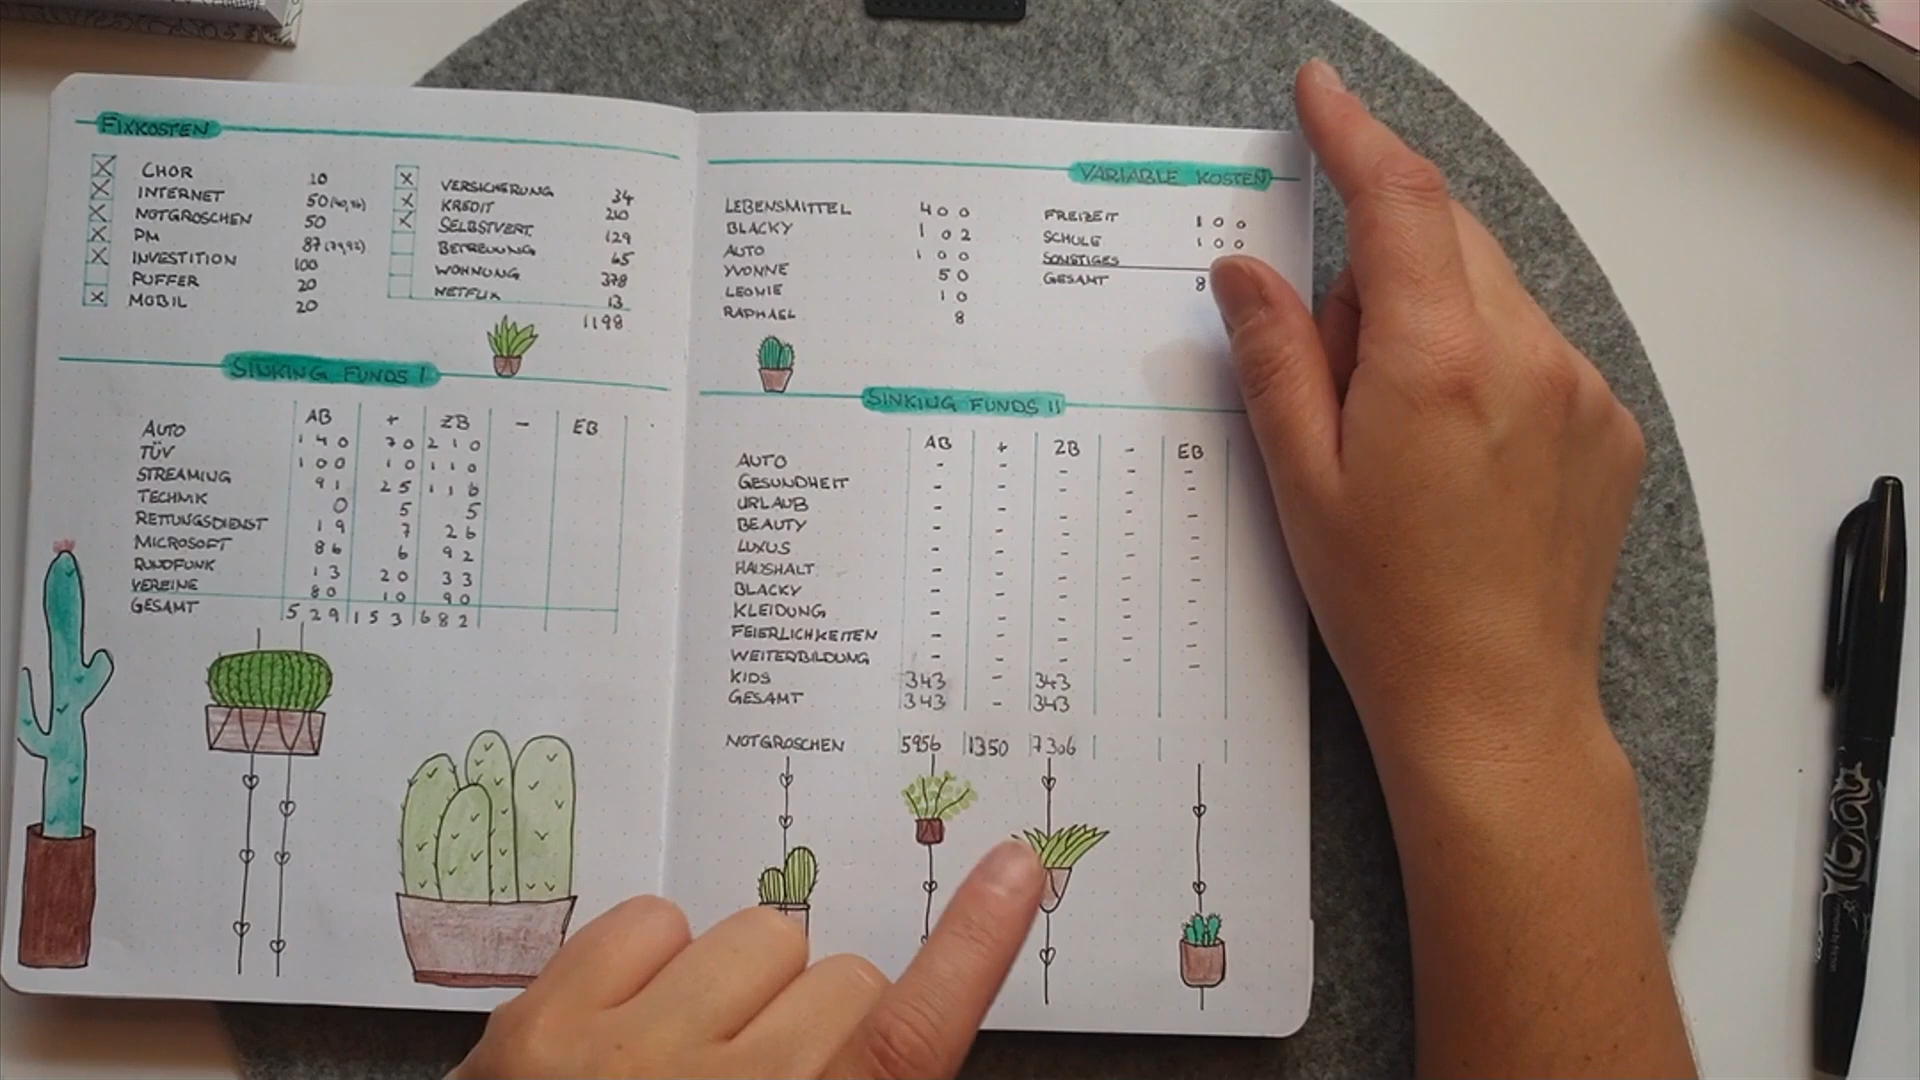 FIXKOSTEN
CHOR 10
INTERNET 50
NOTGROSCHEN 50
PM 87(79,92)
INVESTITION 100
PUFFER 20
MOBIL 20
VERSICHERUNG 34
KREDIT 210
SELBSTVERT. 129
BETREUUNG 65
WOHNUNG 378
NETFLIX 13
1198
VARIABLE KOSTEN
LEBENSMITTEL 400
BLACKY 102
AUTO 100
YVONNE 50
LEONIE 10
RAPHAEL 8
FREIZEIT 100
SCHULE 100
SONSTIGES
GESAMT 8
SINKING FUNDS I
AB + ZB - EB
AUTO 140 70 210
TÜV 100 10 110
STREAMING 91 25 116
TECHNIK 0 5 5
RETTUNGSDIENST 19 7 26
MICROSOFT 86 6 92
RUNDFUNK 13 20 33
VEREINE 80 10 90
GESAMT 529 153 682
SINKING FUNDS II
AB + ZB - EB
AUTO - - - - -
GESUNDHEIT - - - - -
URLAUB - - - - -
BEAUTY - - - - -
LUXUS - - - - -
HAUSHALT - - - - -
BLACKY - - - - -
KLEIDUNG - - - - -
FEIERLICHKEITEN - - - - -
WEITERBILDUNG - - - - -
KIDS 343 - 343
GESAMT 343 - 343
NOTGROSCHEN 5956 1350 7306